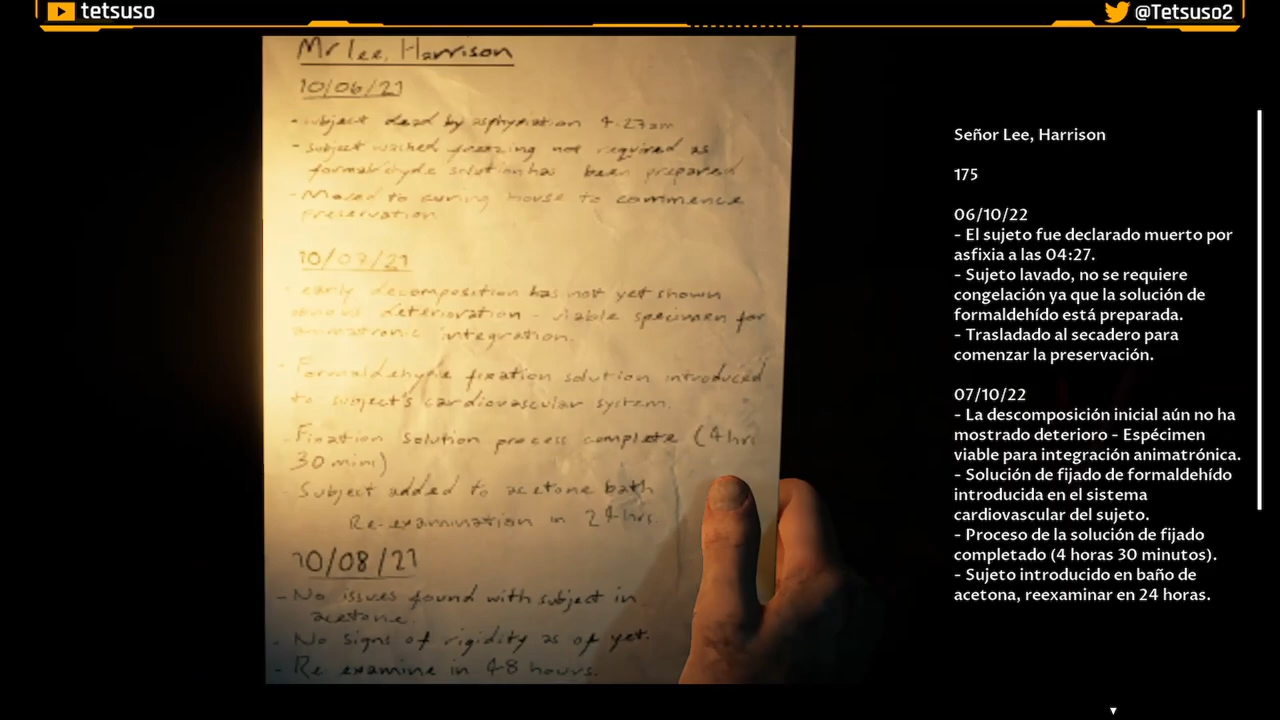 tetsuso
@Tetsuso2
Mr Lee, Harrison
10/06/21
- subject dead by asphyxiation 4:27am
- subject washed freezing not required as
formaldehyde solution has been prepared
- Moved to curing house to commence
preservation
10/07/21
- early decomposition has not yet shown
deterioration - viable specimen for
animatronic integration.
- Formaldehyde fixation solution introduced
to subject's cardiovascular system.
- Fixation solution process complete (4 hrs
30 mins)
Subject added to acetone bath
Re-examination in 24 hrs.
10/08/21
- No issues found with subject in
acetone.
- No signs of rigidity as of yet.
- Re examine in 48 hours.
Señor Lee, Harrison
175
06/10/22
- El sujeto fue declarado muerto por
asfixia a las 04:27.
- Sujeto lavado, no se requiere
congelación ya que la solución de
formaldehído está preparada.
- Trasladado al secadero para
comenzar la preservación.
07/10/22
- La descomposición inicial aún no ha
mostrado deterioro - Espécimen
viable para integración animatrónica.
- Solución de fijado de formaldehído
introducida en el sistema
cardiovascular del sujeto.
- Proceso de la solución de fijado
completado (4 horas 30 minutos).
- Sujeto introducido en baño de
acetona, reexaminar en 24 horas.